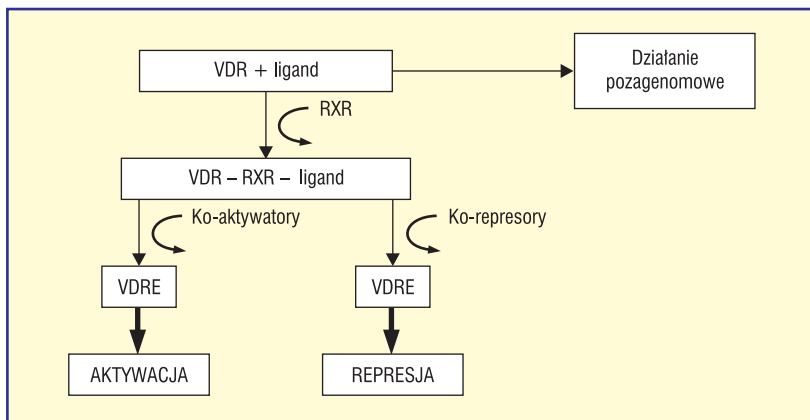 VDR + ligand
Działanie
pozagenomowe
RXR
VDR – RXR – ligand
Ko-aktywatory
Ko-represory
VDRE
VDRE
AKTYWACJA
REPRESJA